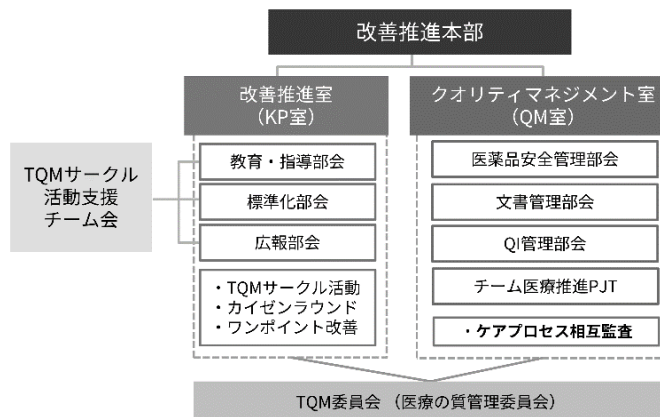 改善推進本部
改善推進室
（KP室）
教育・指導部会
標準化部会
広報部会
・TQMサークル活動
・カイゼンラウンド
・ワンポイント改善
TQMサークル
活動支援
チーム会
クオリティマネジメント室
（QM室）
医薬品安全管理部会
文書管理部会
QI管理部会
チーム医療推進PJT
・ケアプロセス相互監査
TQM委員会 （医療の質管理委員会）